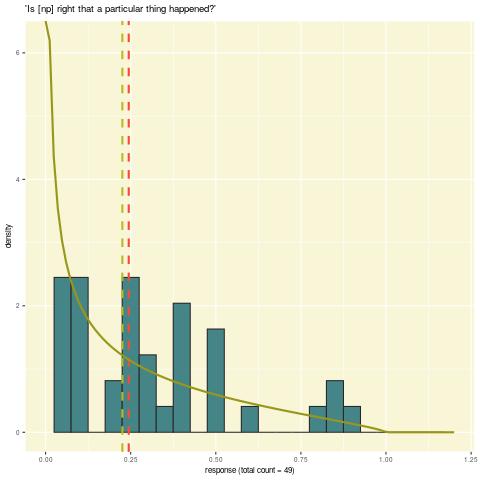 'Is [np] right that a particular thing happened?'
6
4
2
0
density
0.00 0.25 0.50 0.75 1.00 1.25
response (total count = 49)